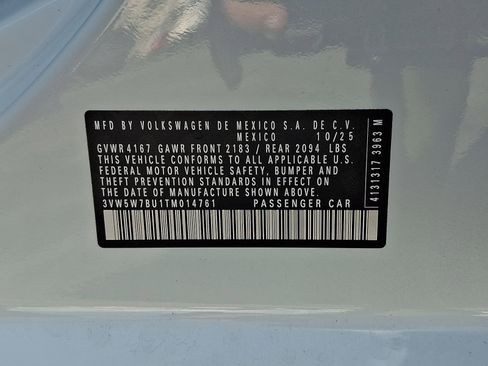 MFD BY VOLKSWAGEN DE MEXICO S.A. DE C.V.
MEXICO 10/25
GVWR4167 GAWR FRONT 2183 / REAR 2094 LBS
THIS VEHICLE CONFORMS TO ALL APPLICABLE U.S.
FEDERAL MOTOR VEHICLE SAFETY, BUMPER AND
THEFT PREVENTION STANDARDS IN EFFECT ON
THE DATE OF MANUFACTURE SHOWN ABOVE.
3VW5W7BU1TM014761 PASSENGER CAR
4131317 3963 M